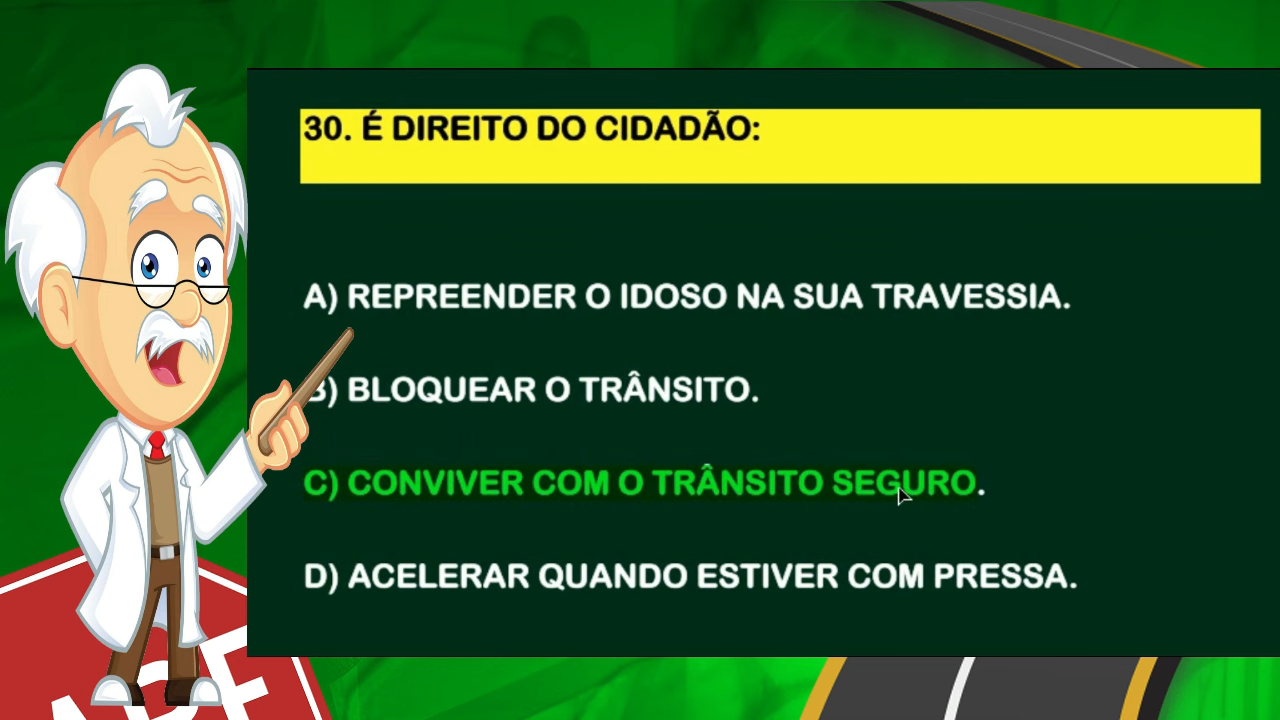 30. É DIREITO DO CIDADÃO:
A) REPREENDER O IDOSO NA SUA TRAVESSIA.
B) BLOQUEAR O TRÂNSITO.
C) CONVIVER COM O TRÂNSITO SEGURO.
D) ACELERAR QUANDO ESTIVER COM PRESSA.